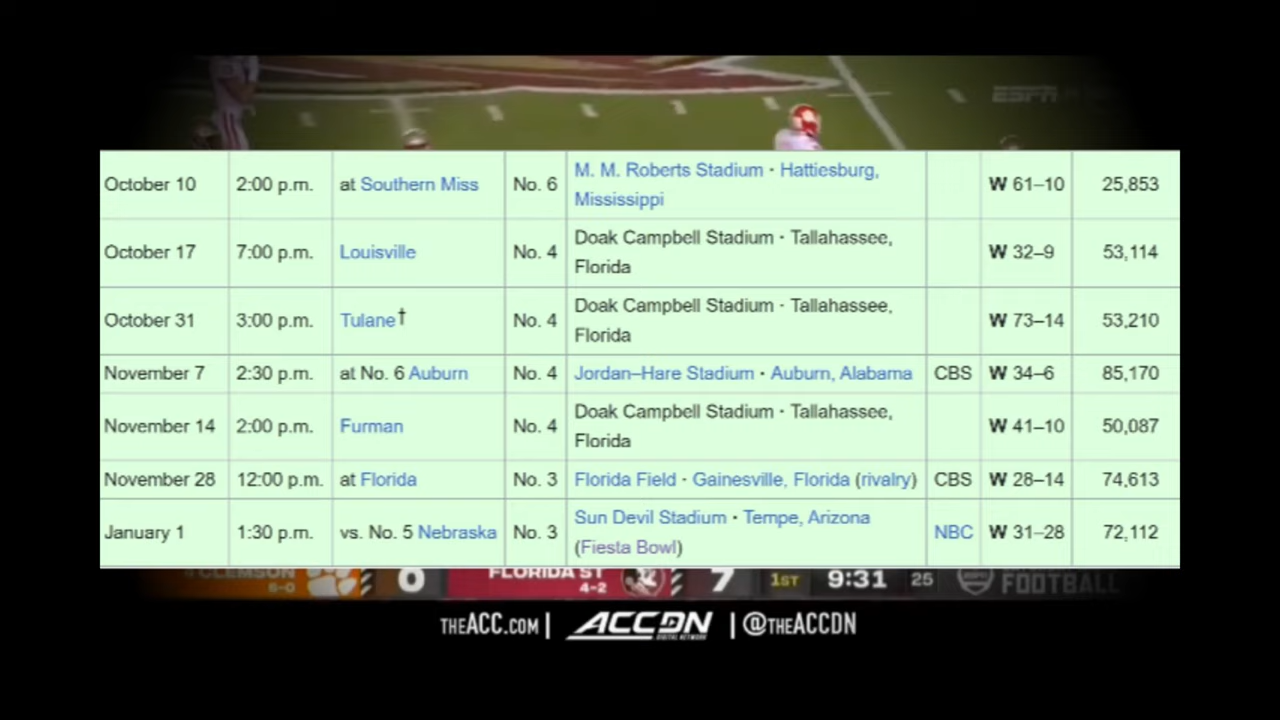 ESPN
October 10 2:00 p.m. at Southern Miss No. 6 M. M. Roberts Stadium · Hattiesburg, Mississippi W 61–10 25,853
October 17 7:00 p.m. Louisville No. 4 Doak Campbell Stadium · Tallahassee, Florida W 32–9 53,114
October 31 3:00 p.m. Tulane† No. 4 Doak Campbell Stadium · Tallahassee, Florida W 73–14 53,210
November 7 2:30 p.m. at No. 6 Auburn No. 4 Jordan–Hare Stadium · Auburn, Alabama CBS W 34–6 85,170
November 14 2:00 p.m. Furman No. 4 Doak Campbell Stadium · Tallahassee, Florida W 41–10 50,087
November 28 12:00 p.m. at Florida No. 3 Florida Field · Gainesville, Florida (rivalry) CBS W 28–14 74,613
January 1 1:30 p.m. vs. No. 5 Nebraska No. 3 Sun Devil Stadium · Tempe, Arizona (Fiesta Bowl) NBC W 31–28 72,112
4 CLEMSON 6-0 0 FLORIDA ST 4-2 7 1ST 9:31 25 FOOTBALL
THEACC.COM | ACCDN DIGITAL NETWORK | @THEACCDN